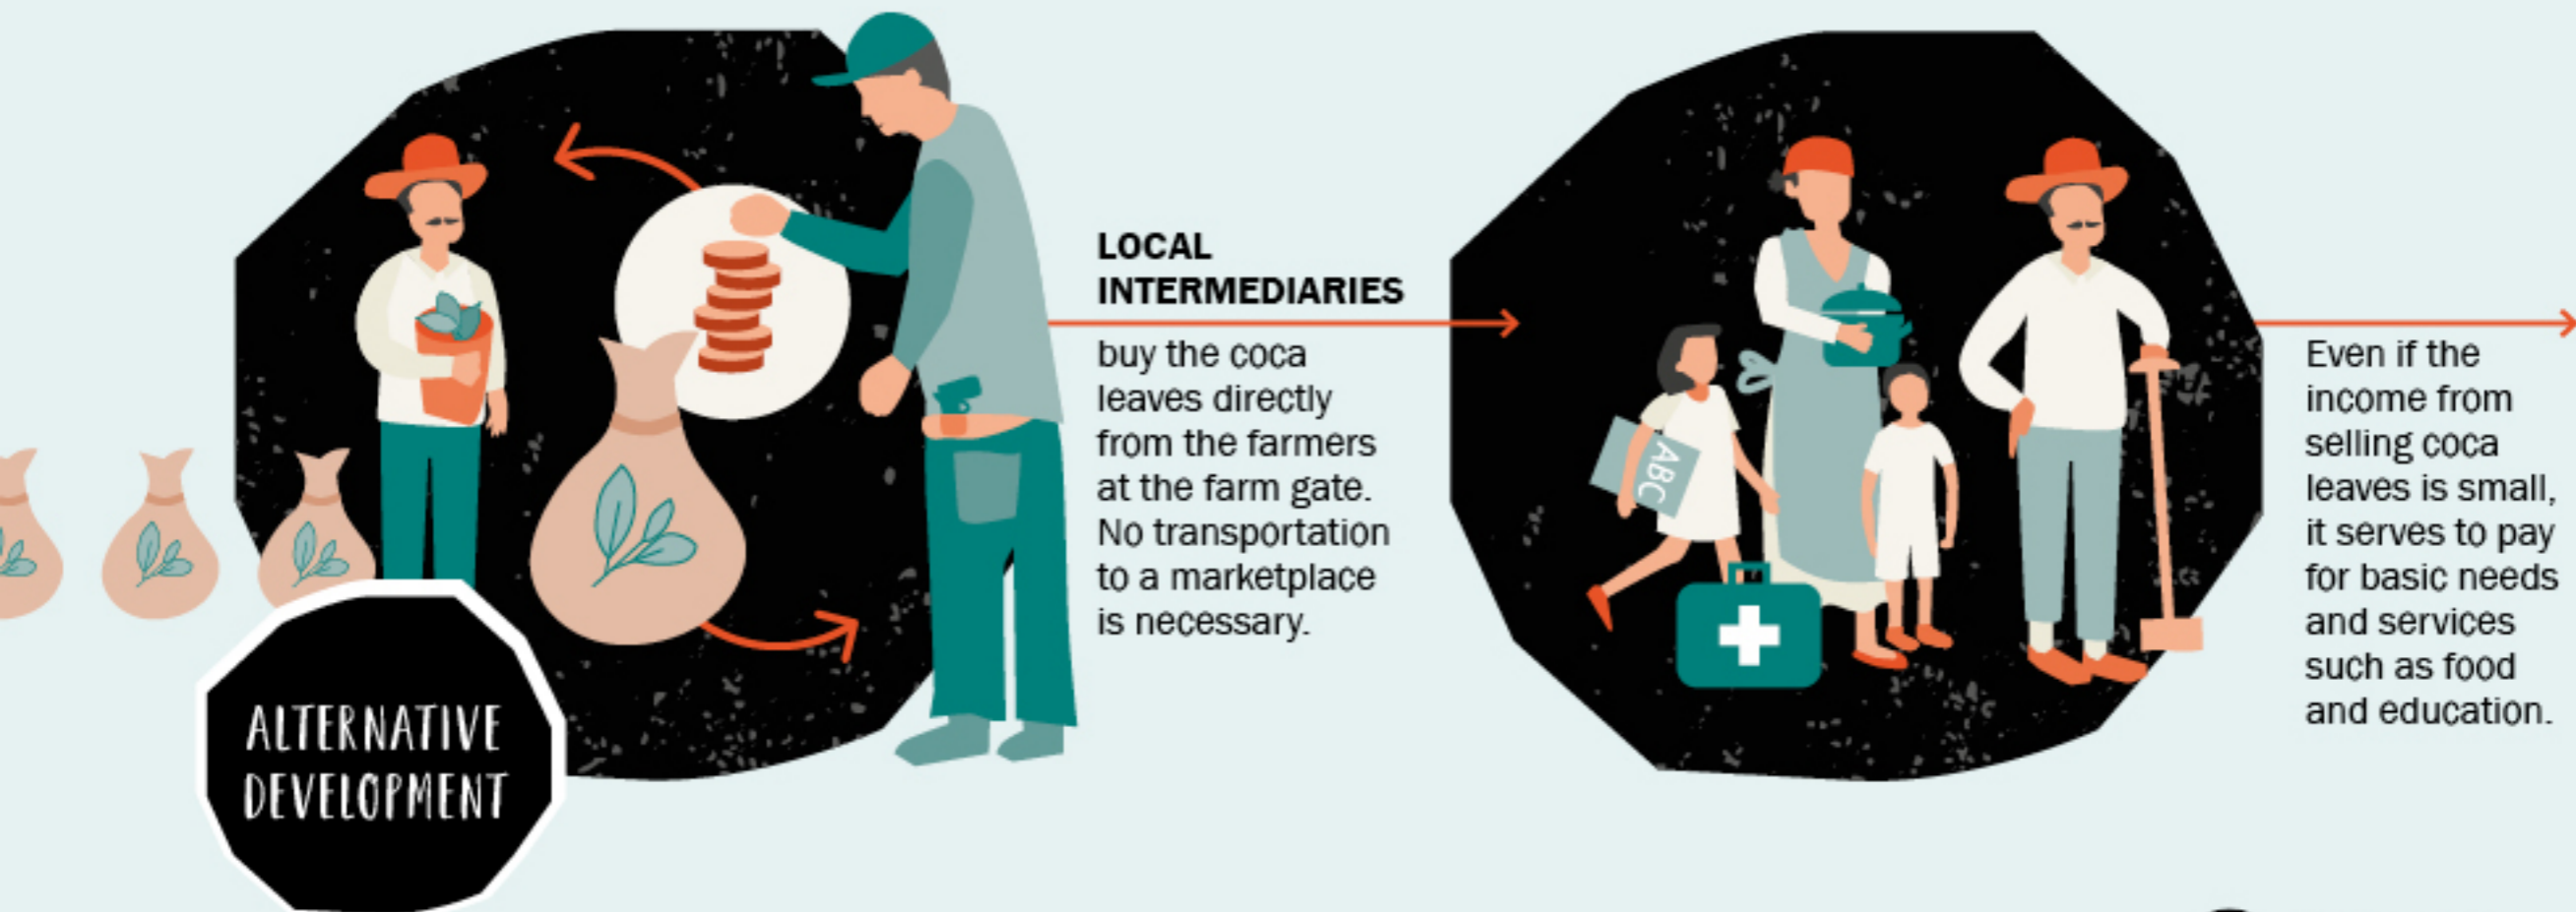 LOCAL
INTERMEDIARIES
buy the coca
leaves directly
from the farmers
at the farm gate.
No transportation
to a marketplace
is necessary.
ABC
Even if the
income from
selling coca
leaves is small,
it serves to pay
for basic needs
and services
such as food
and education.
ALTERNATIVE
DEVELOPMENT